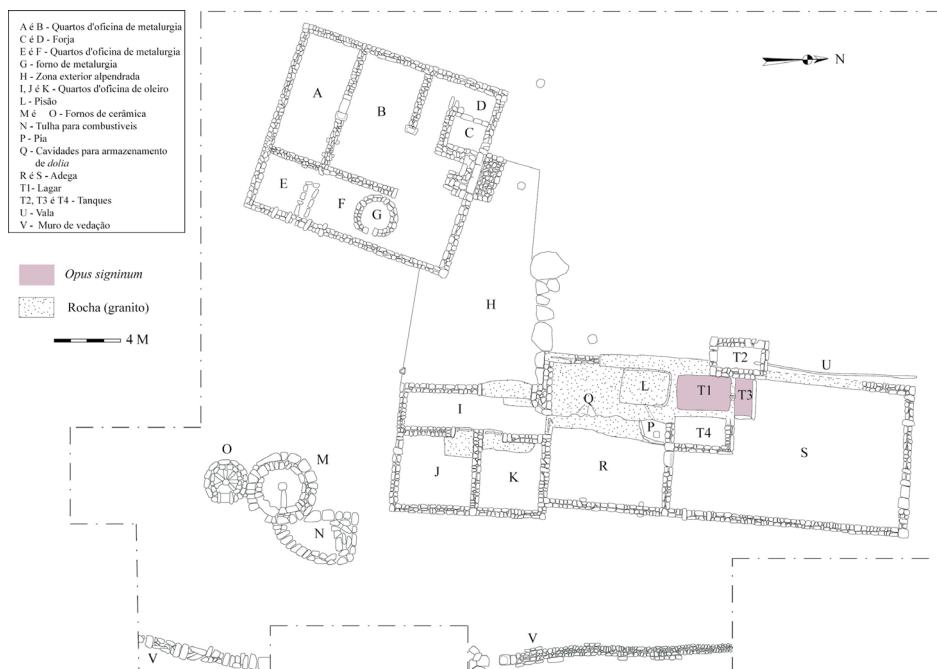 A é B - Quartos d'oficina de metalurgia
C é D - Forja
E é F - Quartos d'oficina de metalurgia
G - forno de metalurgia
H - Zona exterior alpendrada
I, J é K - Quartos d'oficina de oleiro
L - Pisão
M é O - Fornos de cerâmica
N - Tulha para combustíveis
P - Pia
Q - Cavidades para armazenamento
de dolia
R é S - Adega
T1- Lagar
T2, T3 é T4 - Tanques
U - Vala
V - Muro de vedação
Opus signinum
Rocha (granito)
4 M
N
A
B
D
C
E
F
G
H
T2
U
L
T1
T3
I
Q
P
T4
S
O
M
J
K
R
N
V
V